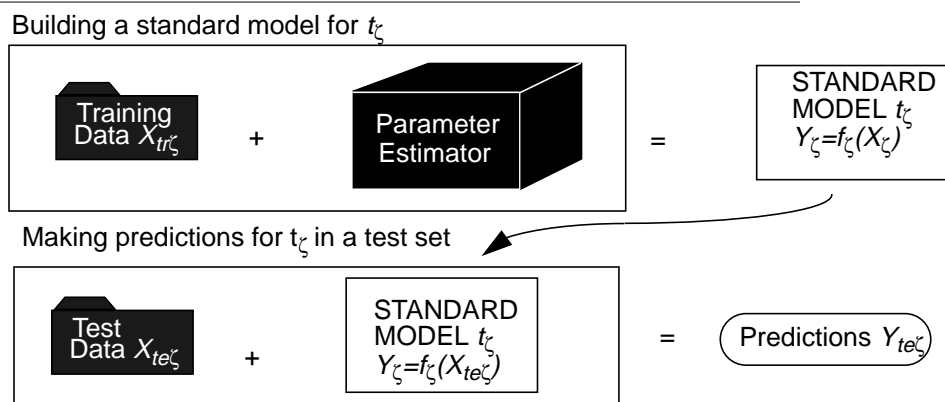 Building a standard model for tζ
Training
Data Xtrζ
+
Parameter
Estimator
=
STANDARD
MODEL tζ
Yζ=fζ(Xζ)
Making predictions for tζ in a test set
Test
Data Xteζ
+
STANDARD
MODEL tζ
Yζ=fζ(Xteζ)
=
Predictions Yteζ